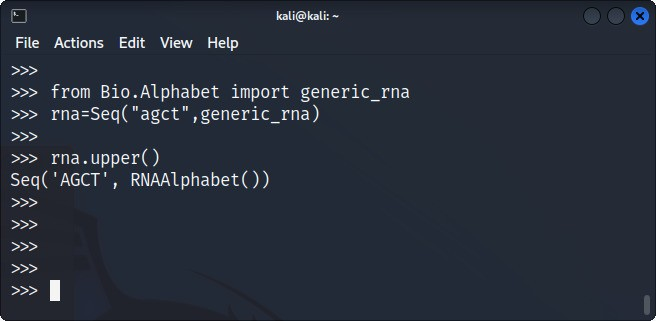 kali@kali: ~
File Actions Edit View Help
>>>
>>> from Bio.Alphabet import generic_rna
>>> rna=Seq("agct",generic_rna)
>>>
>>> rna.upper()
Seq('AGCT', RNAAlphabet())
>>>
>>>
>>>
>>>
>>>